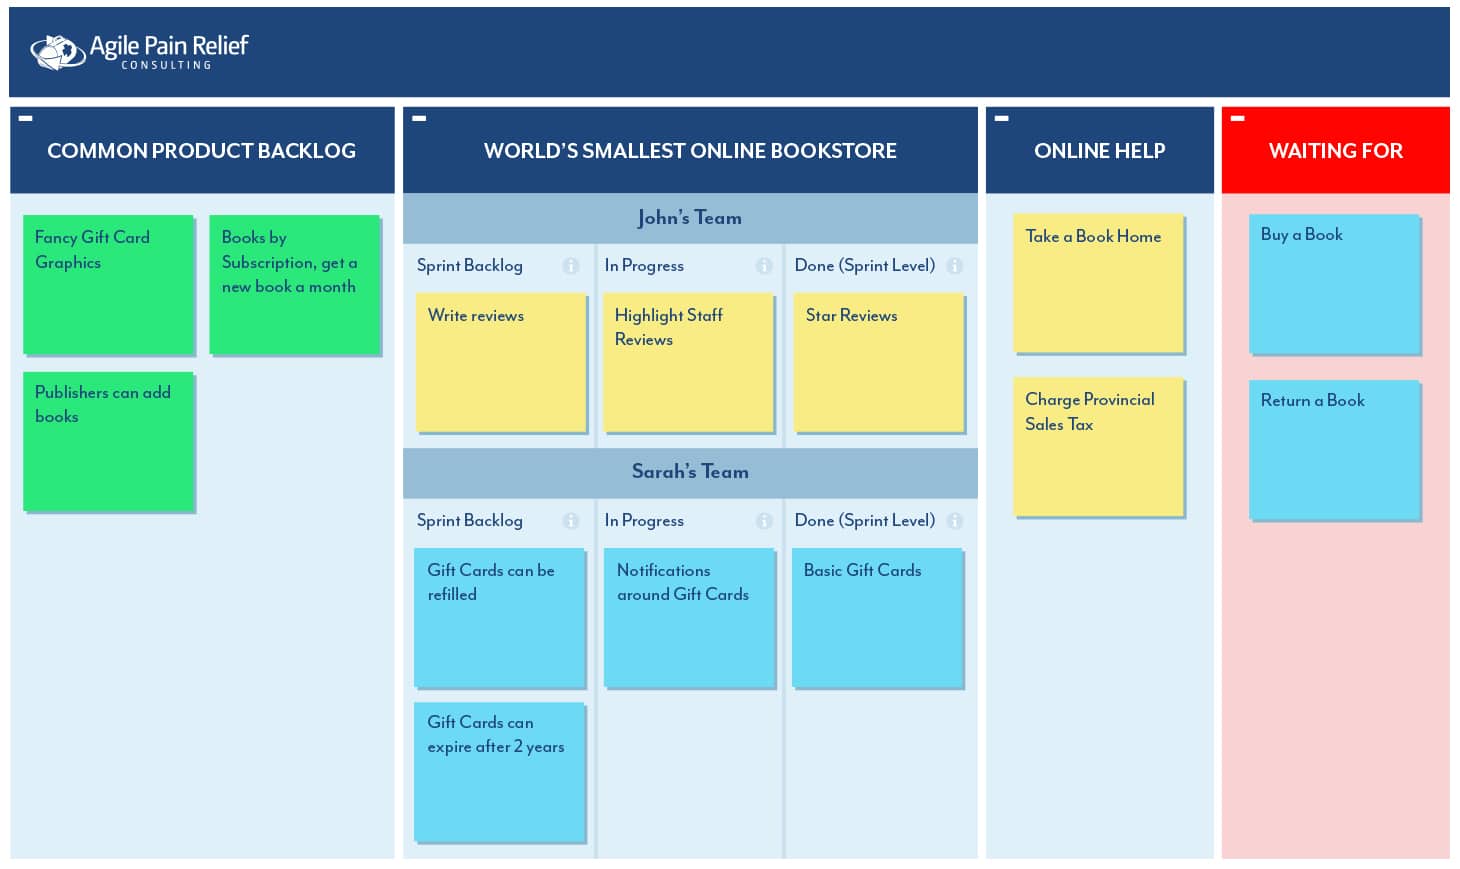 Agile Pain Relief
CONSULTING
COMMON PRODUCT BACKLOG
Fancy Gift Card
Graphics
Books by
Subscription, get a
new book a month
Publishers can add
books
WORLD’S SMALLEST ONLINE BOOKSTORE
John’s Team
Sprint Backlog
In Progress
Done (Sprint Level)
Write reviews
Highlight Staff
Reviews
Star Reviews
Sarah’s Team
Sprint Backlog
In Progress
Done (Sprint Level)
Gift Cards can be
refilled
Notifications
around Gift Cards
Basic Gift Cards
Gift Cards can
expire after 2 years
ONLINE HELP
Take a Book Home
Charge Provincial
Sales Tax
WAITING FOR
Buy a Book
Return a Book